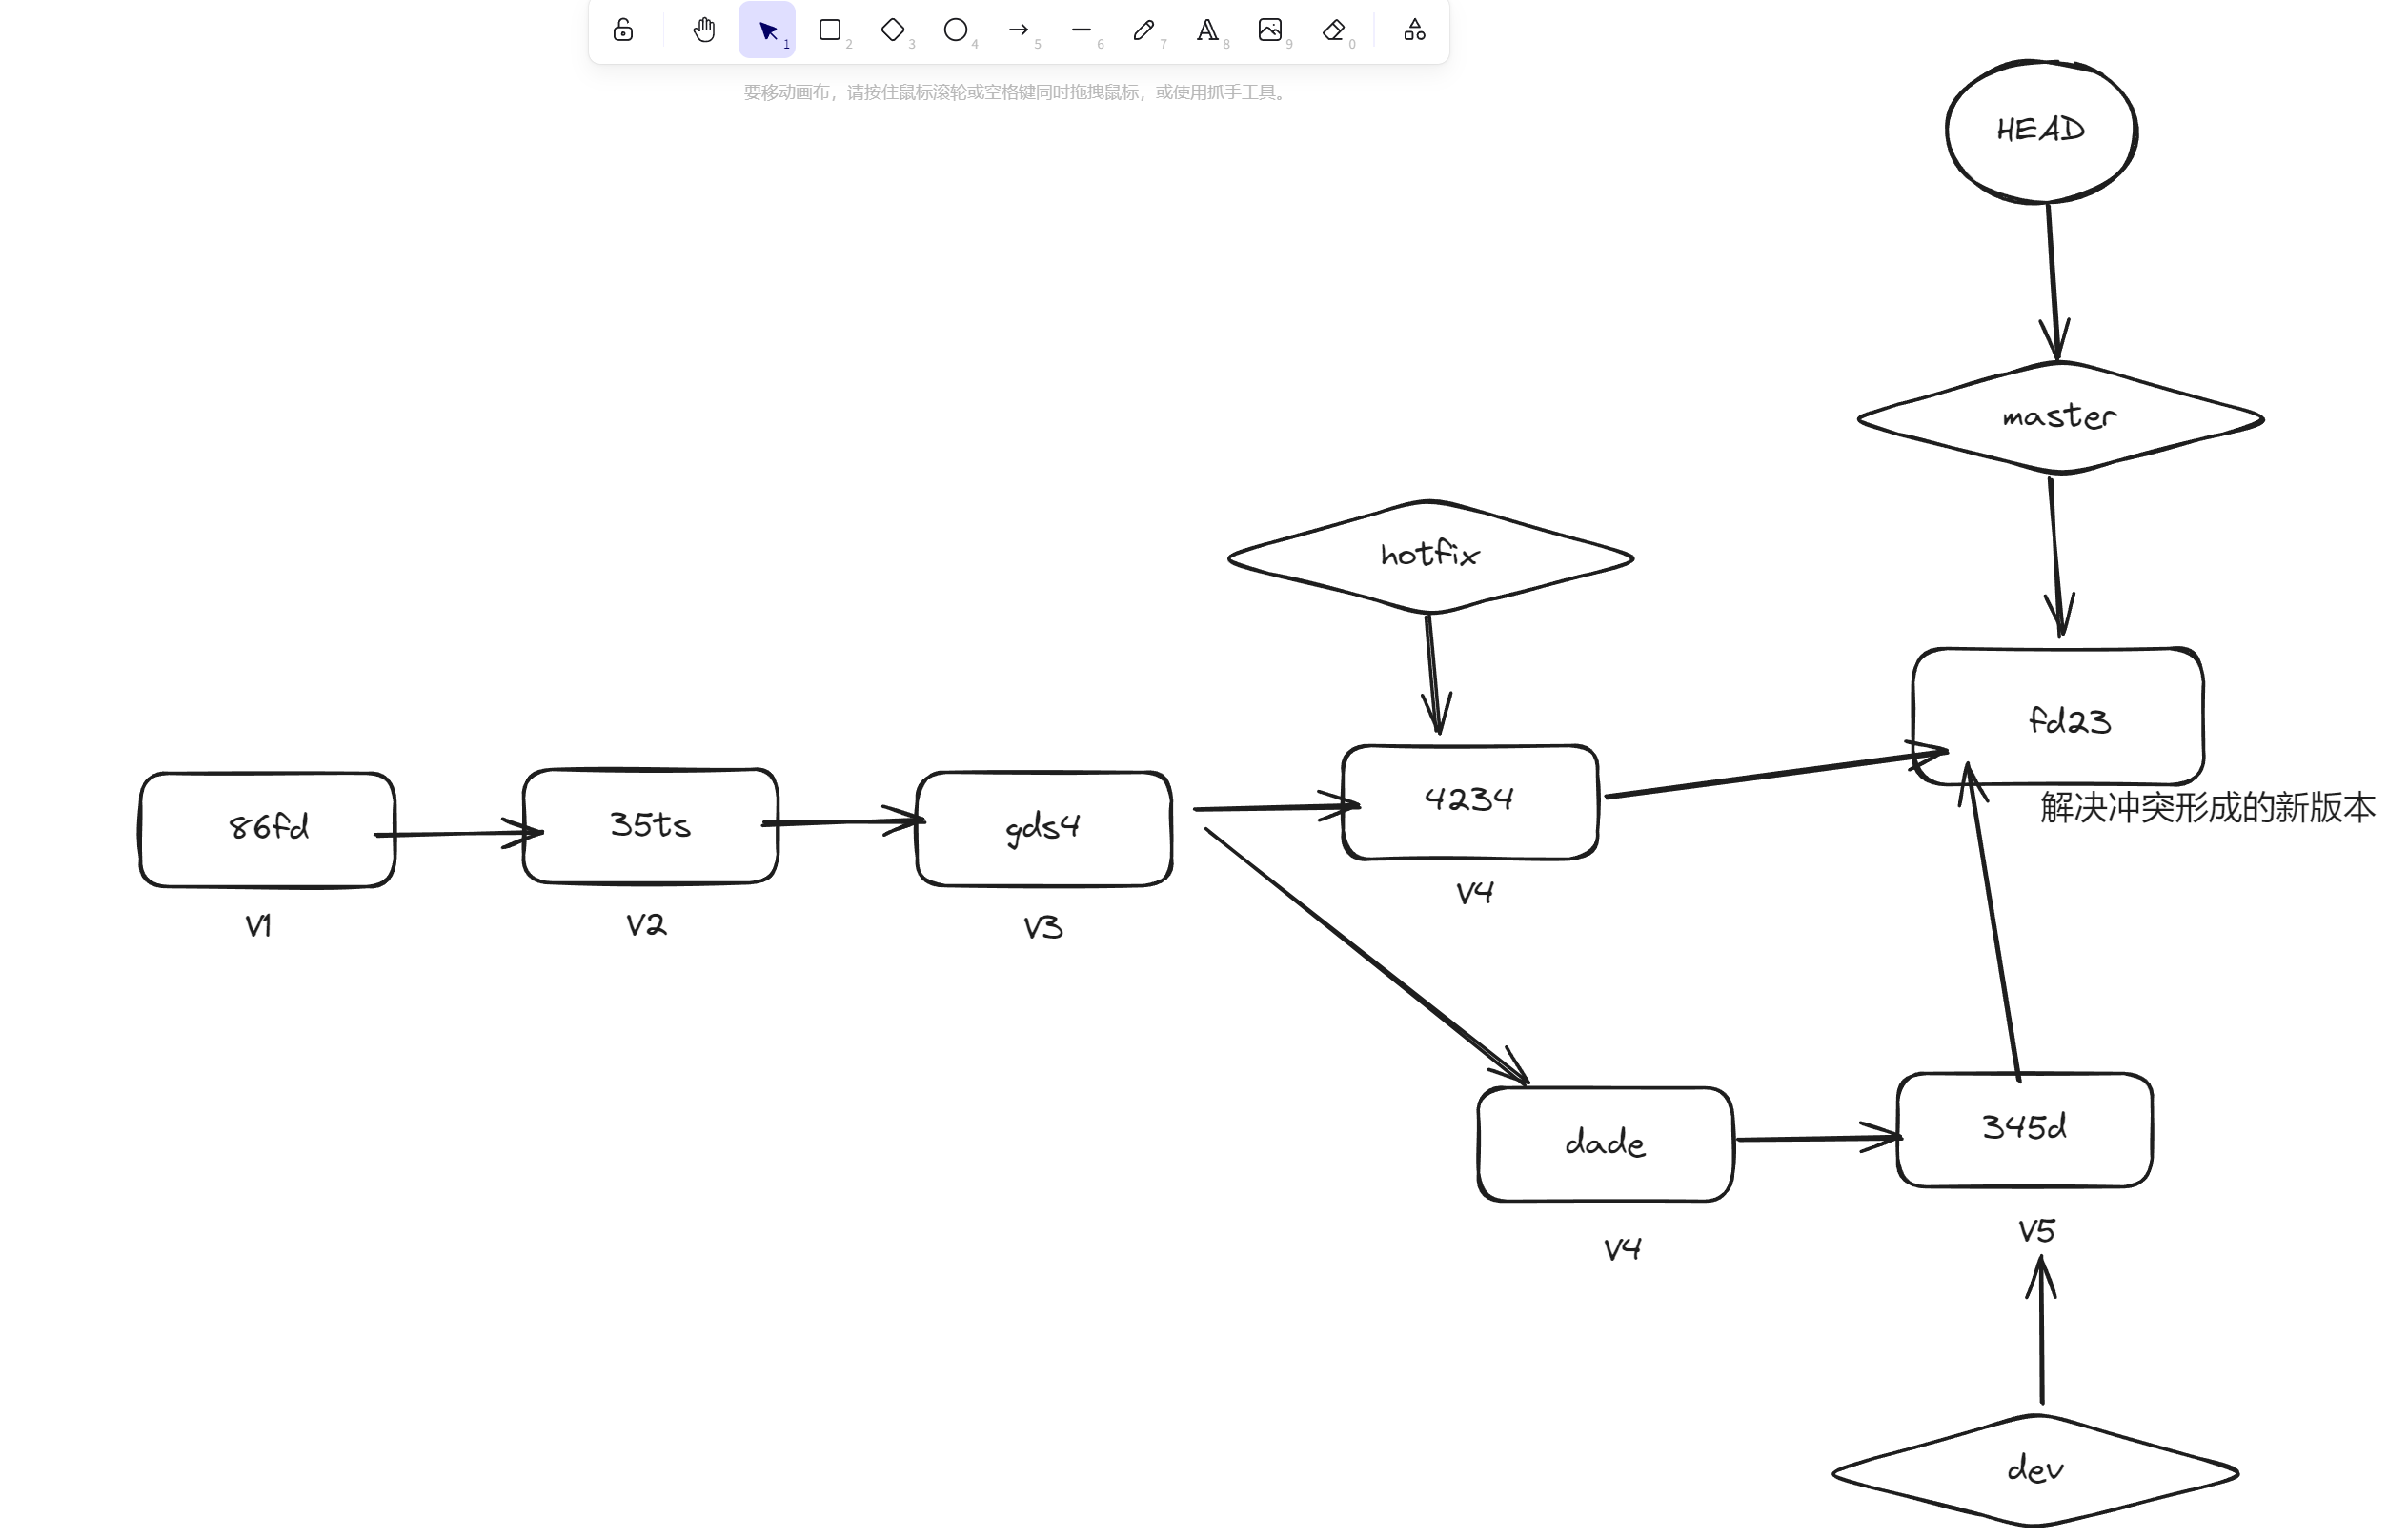 1
2
3
4
5
6
7
8
9
0
要移动画布，请按住鼠标滚轮或空格键同时拖拽鼠标，或使用抓手工具。
HEAD
master
hotfix
fd23
解决冲突形成的新版本
86fd
35ts
gds4
4234
V1
V2
V3
V4
dade
345d
V4
V5
dev